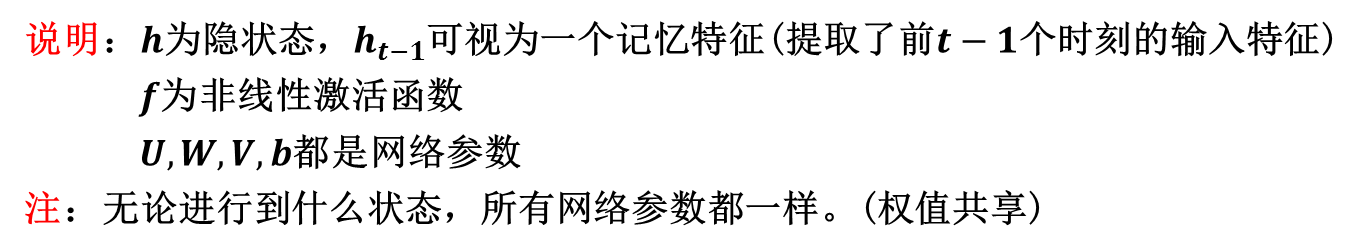 说明：h为隐状态，hₜ₋₁可视为一个记忆特征(提取了前t − 1个时刻的输入特征)
f为非线性激活函数
U,W,V,b都是网络参数
注：无论进行到什么状态，所有网络参数都一样。(权值共享)